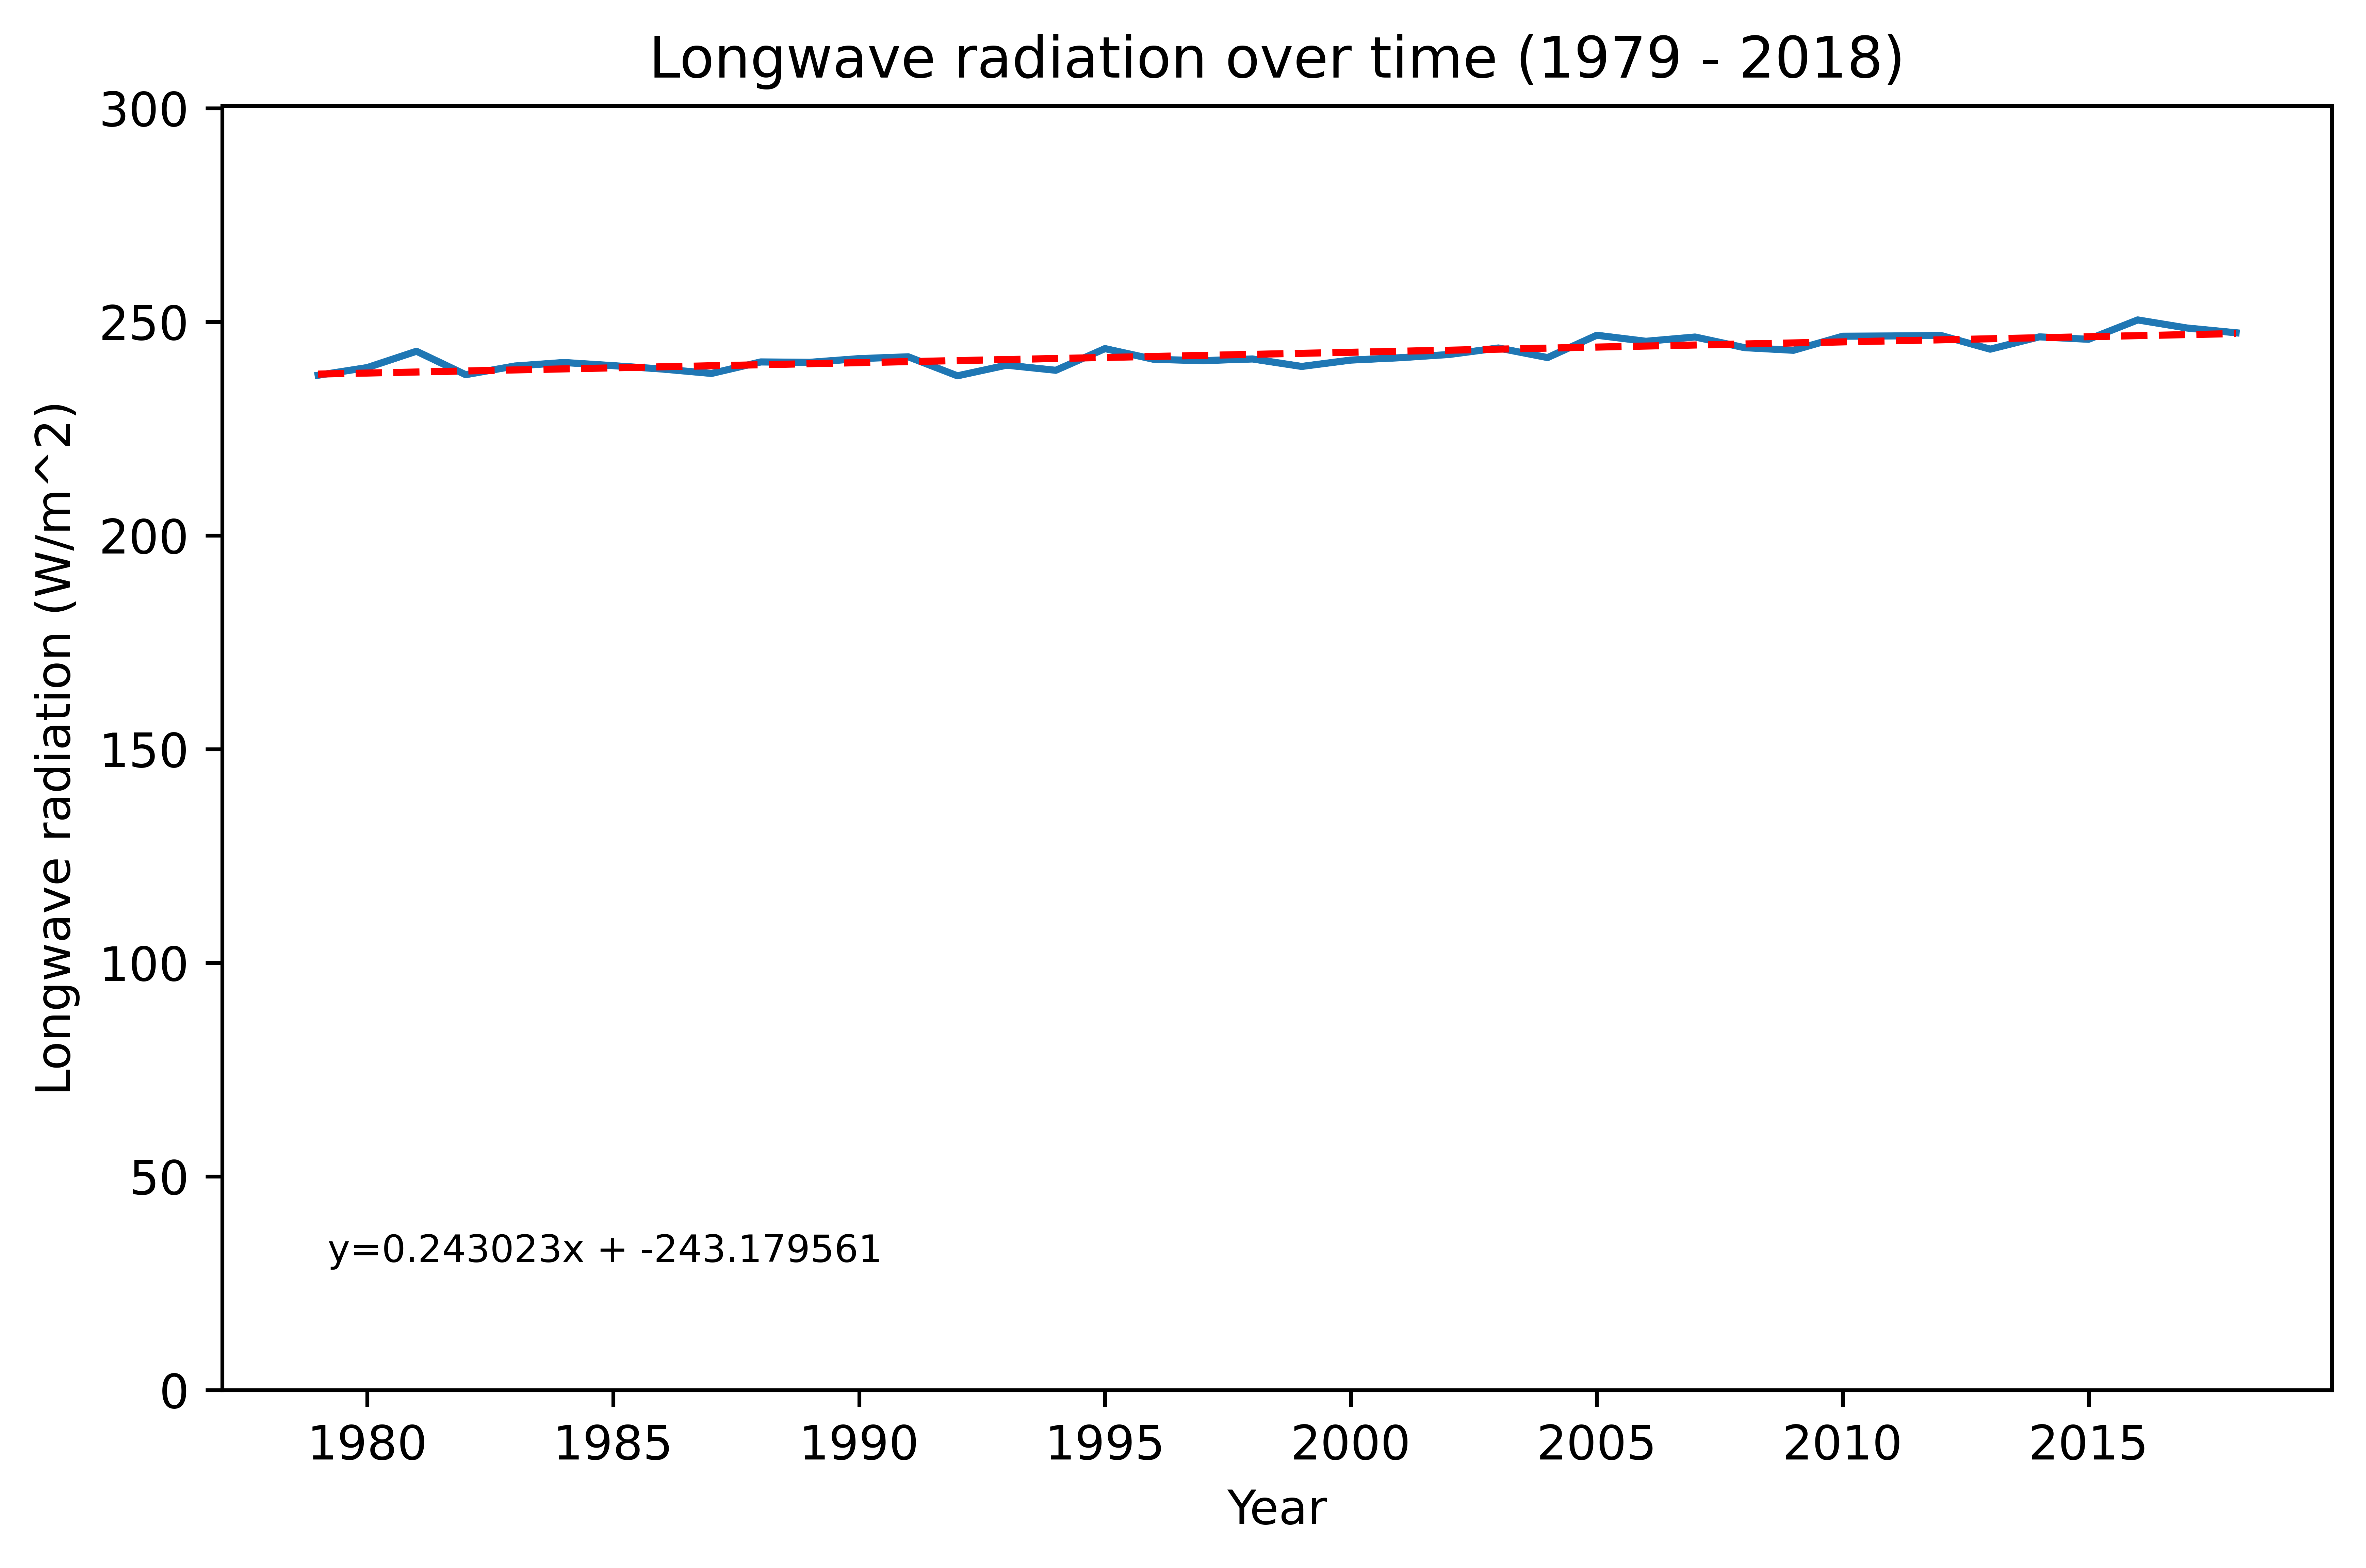 Longwave radiation over time (1979 - 2018)
300
250
200
150
100
50
0
Longwave radiation (W/m^2)
y=0.243023x + -243.179561
1980 1985 1990 1995 2000 2005 2010 2015
Year